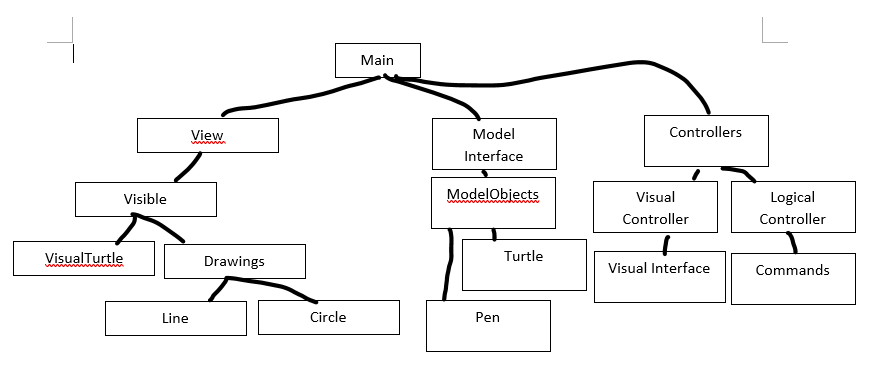 Main
View
Model
Interface
Controllers
Visible
ModelObjects
Visual
Controller
Logical
Controller
VisualTurtle
Drawings
Turtle
Visual Interface
Commands
Line
Circle
Pen